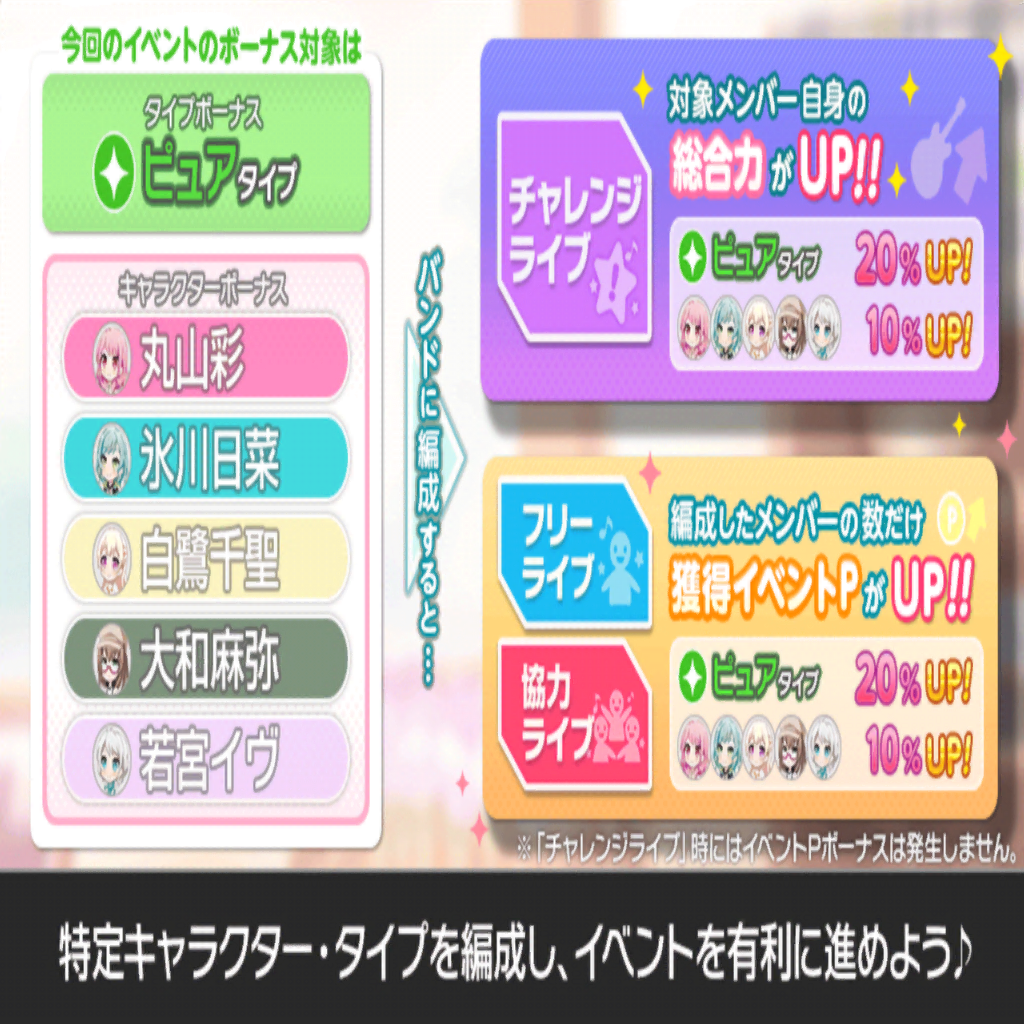 今回のイベントのボーナス対象は
タイプボーナス
ピュアタイプ
キャラクターボーナス
丸山彩
氷川日菜
白鷺千聖
大和麻弥
若宮イヴ
バンドに編成すると…
チャレンジ
ライブ
対象メンバー自身の
総合力がUP!!
ピュアタイプ 20%UP!
10%UP!
フリー
ライブ
協力
ライブ
編成したメンバーの数だけ
P
獲得イベントPがUP!!
ピュアタイプ 20%UP!
10%UP!
※「チャレンジライブ」時にはイベントPボーナスは発生しません。
特定キャラクター・タイプを編成し、イベントを有利に進めよう♪